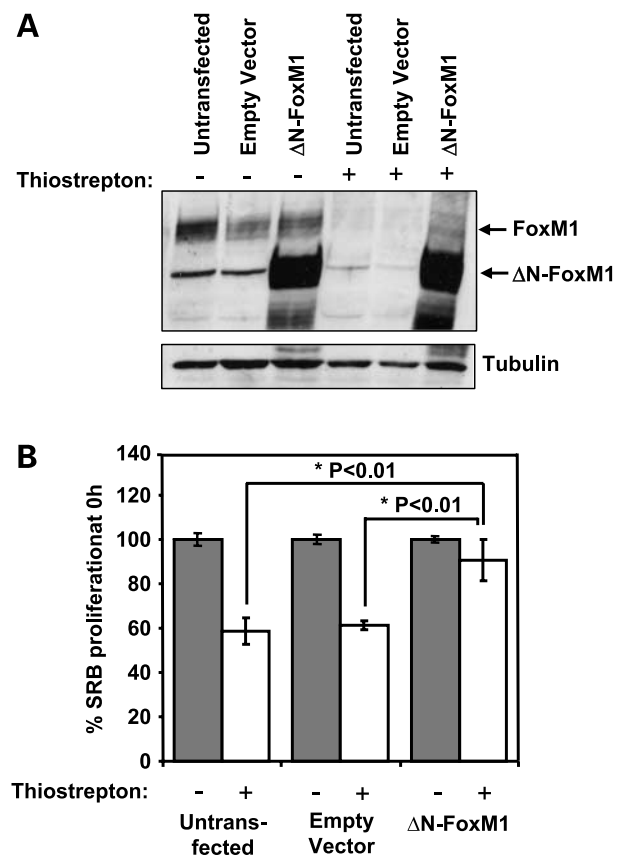 A
Untransfected
Empty Vector
ΔN-FoxM1
Untransfected
Empty Vector
ΔN-FoxM1
Thiostrepton: - - - + + +
FoxM1
ΔN-FoxM1
Tubulin
B
% SRB proliferationat 0h
140
120
100
80
60
40
20
0
* P<0.01
* P<0.01
Thiostrepton: - + - + - +
Untrans-
fected
Empty
Vector
ΔN-FoxM1